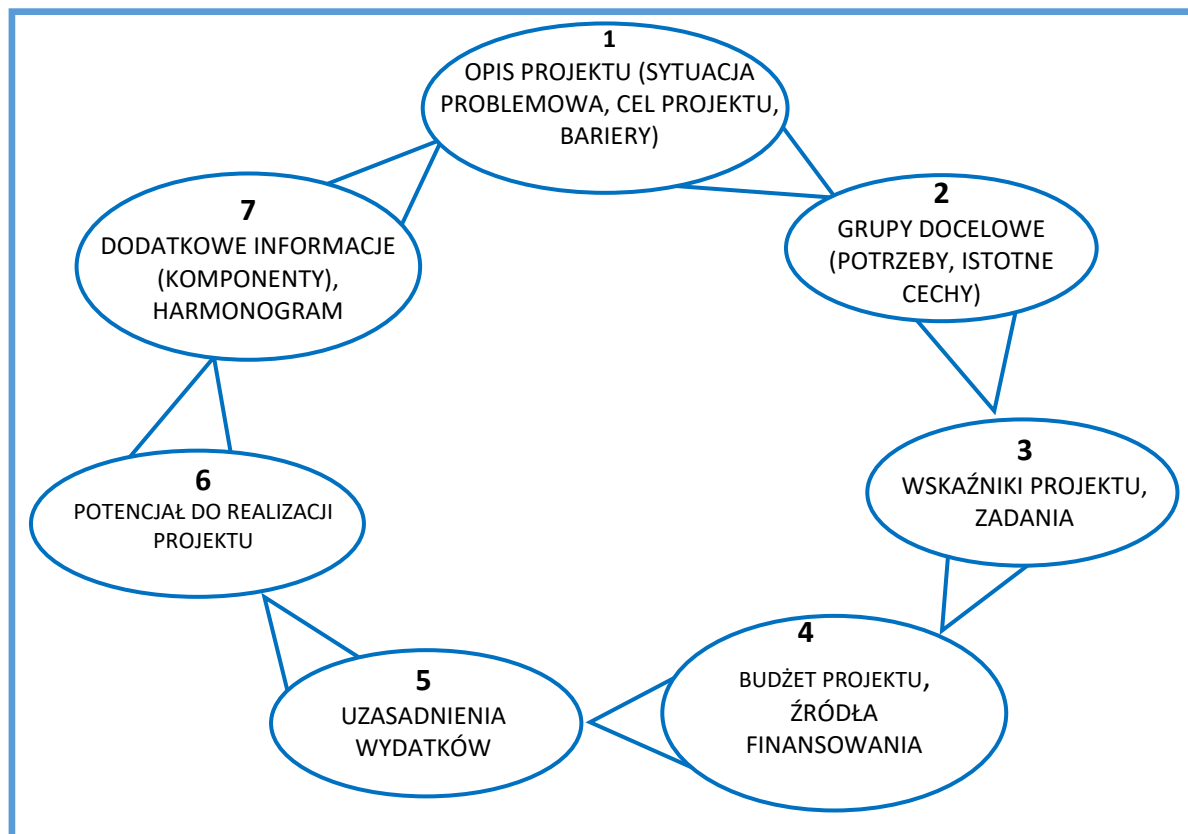 1
OPIS PROJEKTU (SYTUACJA
PROBLEMOWA, CEL PROJEKTU,
BARIERY)
2
GRUPY DOCELOWE
(POTRZEBY, ISTOTNE
CECHY)
3
WSKAŹNIKI PROJEKTU,
ZADANIA
4
BUDŻET PROJEKTU,
ŹRÓDŁA
FINANSOWANIA
5
UZASADNIENIA
WYDATKÓW
6
POTENCJAŁ DO REALIZACJI
PROJEKTU
7
DODATKOWE INFORMACJE
(KOMPONENTY),
HARMONOGRAM